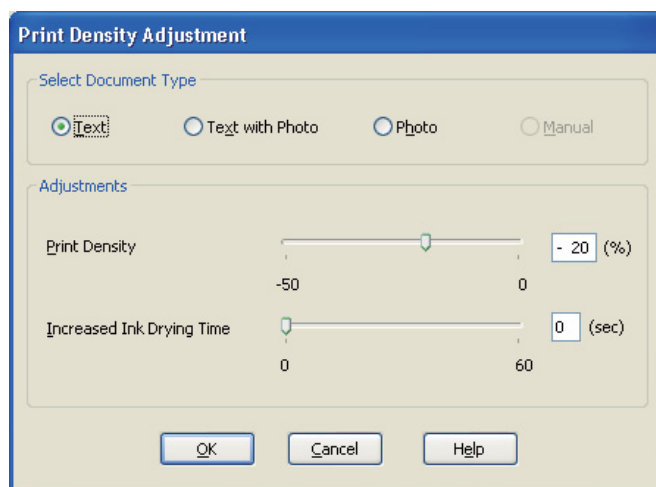 Print Density Adjustment
Select Document Type
Text Text with Photo Photo Manual
Adjustments
Print Density - 20 (%)
-50 0
Increased Ink Drying Time 0 (sec)
0 60
OK Cancel Help